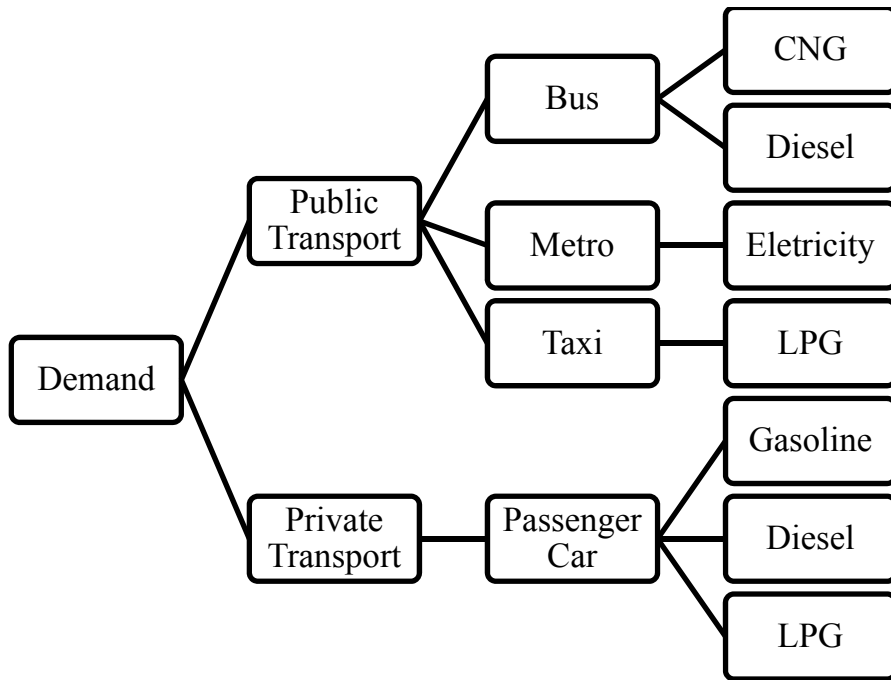 CNG
Bus
Diesel
Public
Transport
Metro
Eletricity
Taxi
LPG
Demand
Gasoline
Private
Transport
Passenger
Car
Diesel
LPG